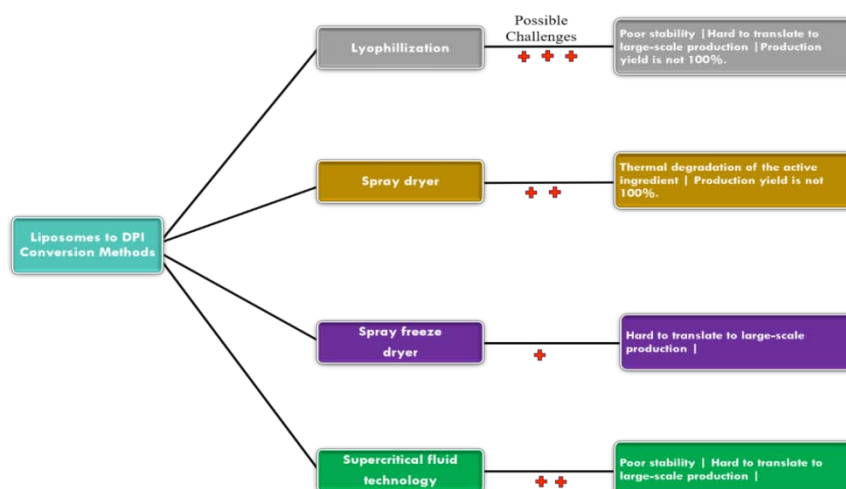 Possible
Challenges
Lyophillization
Poor stability |Hard to translate to
large-scale production |Production
yield is not 100%.
Spray dryer
Thermal degradation of the active
ingredient | Production yield is not
100%.
Liposomes to DPI
Conversion Methods
Spray freeze
dryer
Hard to translate to large-scale
production |
Supercritical fluid
technology
Poor stability | Hard to translate to
large-scale production |